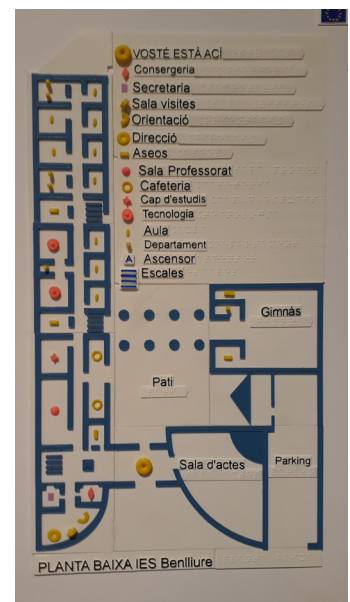 VOSTÉ ESTÀ ACÍ
Consergeria
Secretaria
Sala visites
Orientació
Direcció
Aseos
Sala Professorat
Cafeteria
Cap d'estudis
Tecnologia
Aula
Departament
Ascensor
Escales
Gimnàs
Pati
Sala d'actes
Parking
PLANTA BAIXA IES Benlliure